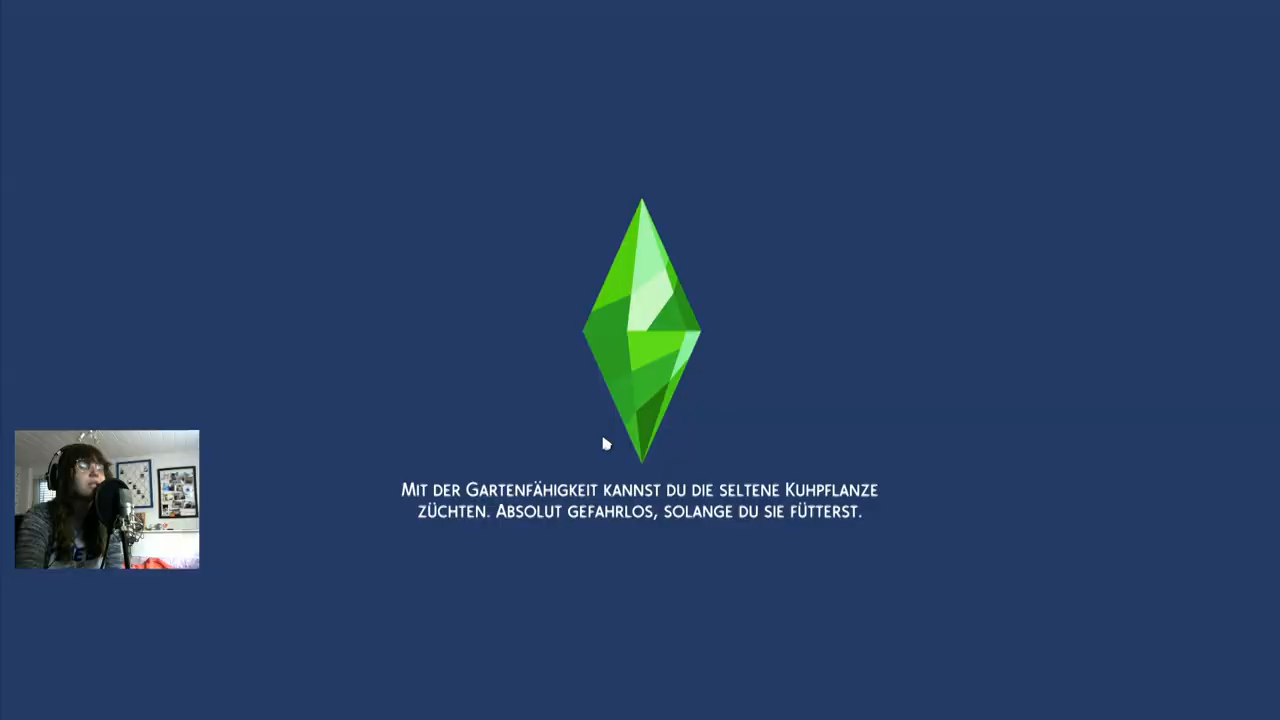 Mit der Gartenfähigkeit kannst du die seltene Kuhpflanze
züchten. Absolut gefahrlos, solange du sie fütterst.